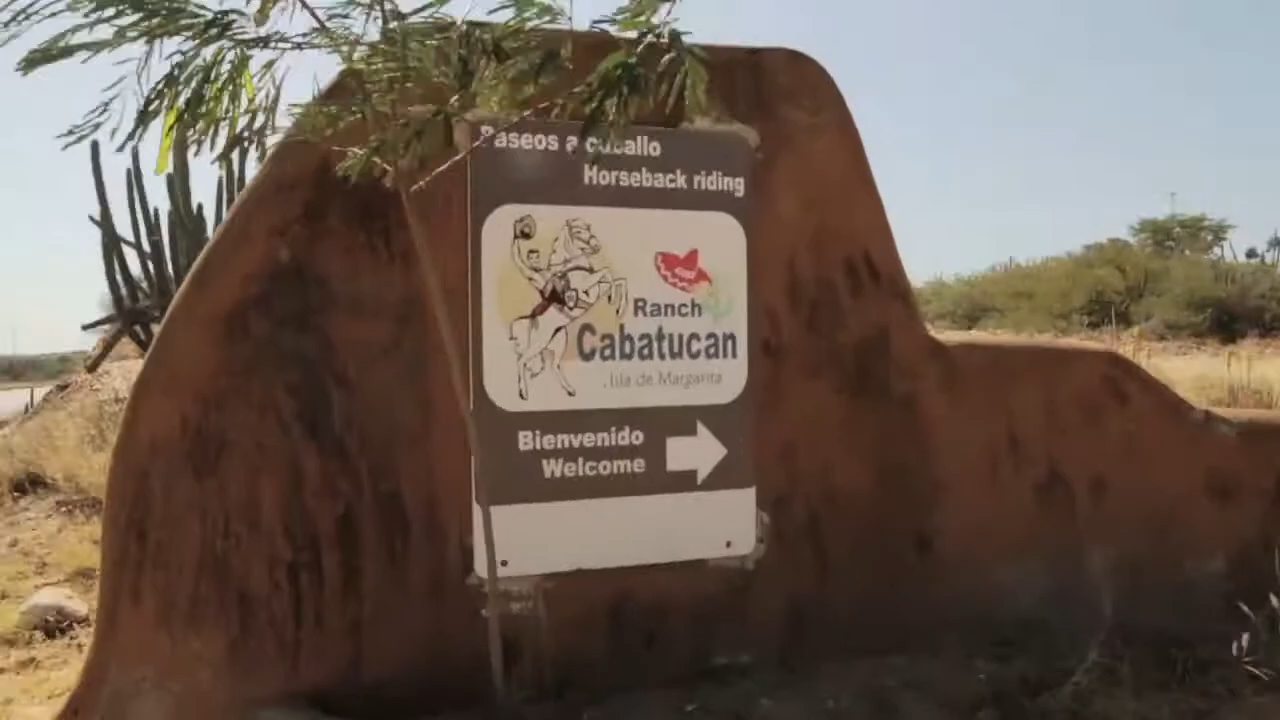 Paseos a caballo
Horseback riding
Ranch
Cabatucan
Isla de Margarita
Bienvenido
Welcome